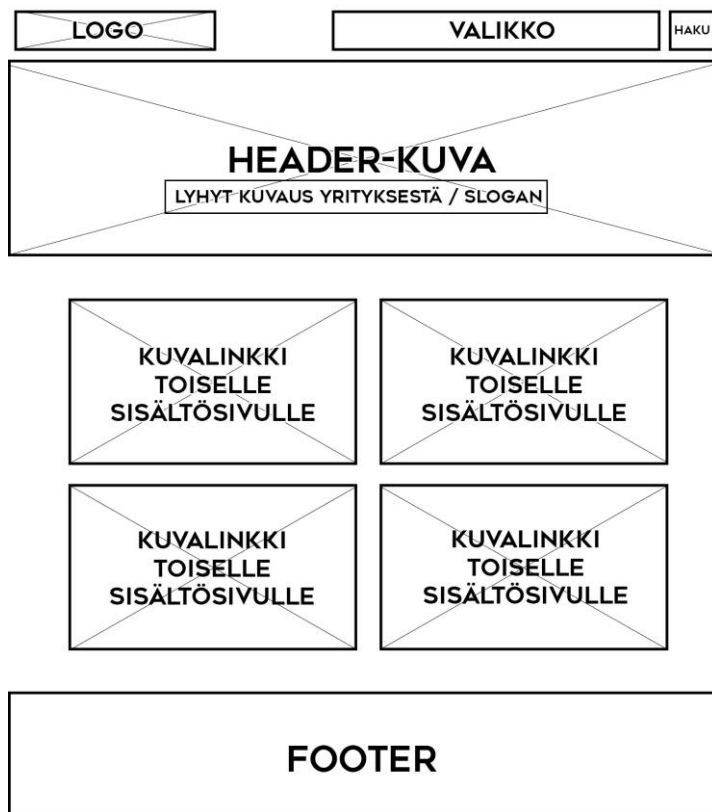 LOGO
VALIKKO
HAKU
HEADER-KUVA
LYHYT KUVAUS YRITYKSESTÄ / SLOGAN
KUVALINKKI
TOISELLE
SISÄLTÖSIVULLE
KUVALINKKI
TOISELLE
SISÄLTÖSIVULLE
KUVALINKKI
TOISELLE
SISÄLTÖSIVULLE
KUVALINKKI
TOISELLE
SISÄLTÖSIVULLE
FOOTER